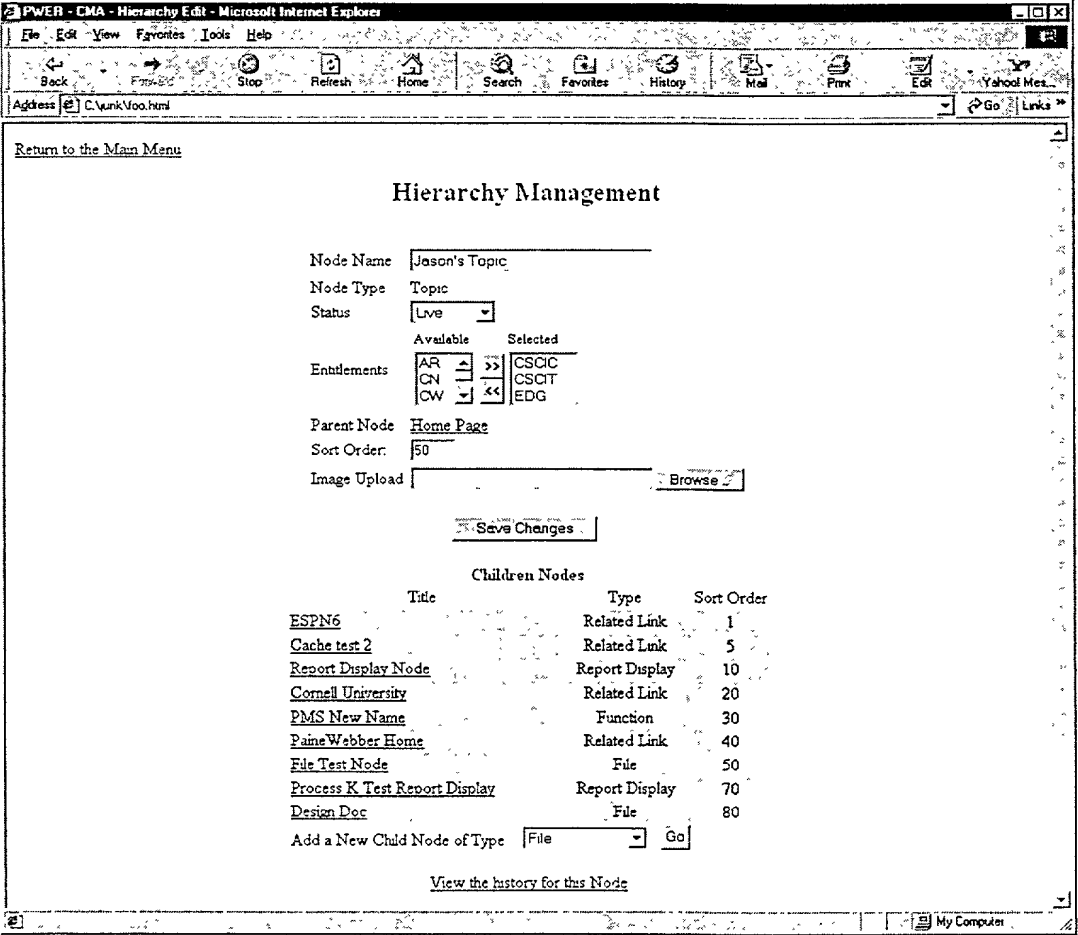 PWER - CMA - Hierarchy Edit - Microsoft Internet Explorer
File Edit View Favorites Tools Help
Back Forward Stop Refresh Home Search Favorites History Mail Print Edit Yahoo! Mes...
Address C:\junk\foo.html Go Links »
Return to the Main Menu
Hierarchy Management
Node Name Jason's Topic
Node Type Topic
Status Live
Available Selected
Entitlements
AR >> CSCIC
CN CSCIT
CW << EDG
Parent Node Home Page
Sort Order: 50
Image Upload Browse
Save Changes
Children Nodes
Title Type Sort Order
ESPN6 Related Link 1
Cache test 2 Related Link 5
Report Display Node Report Display 10
Cornell University Related Link 20
PMS New Name Function 30
PaineWebber Home Related Link 40
File Test Node File 50
Process K Test Report Display Report Display 70
Design Doc File 80
Add a New Child Node of Type File Go
View the history for this Node
My Computer